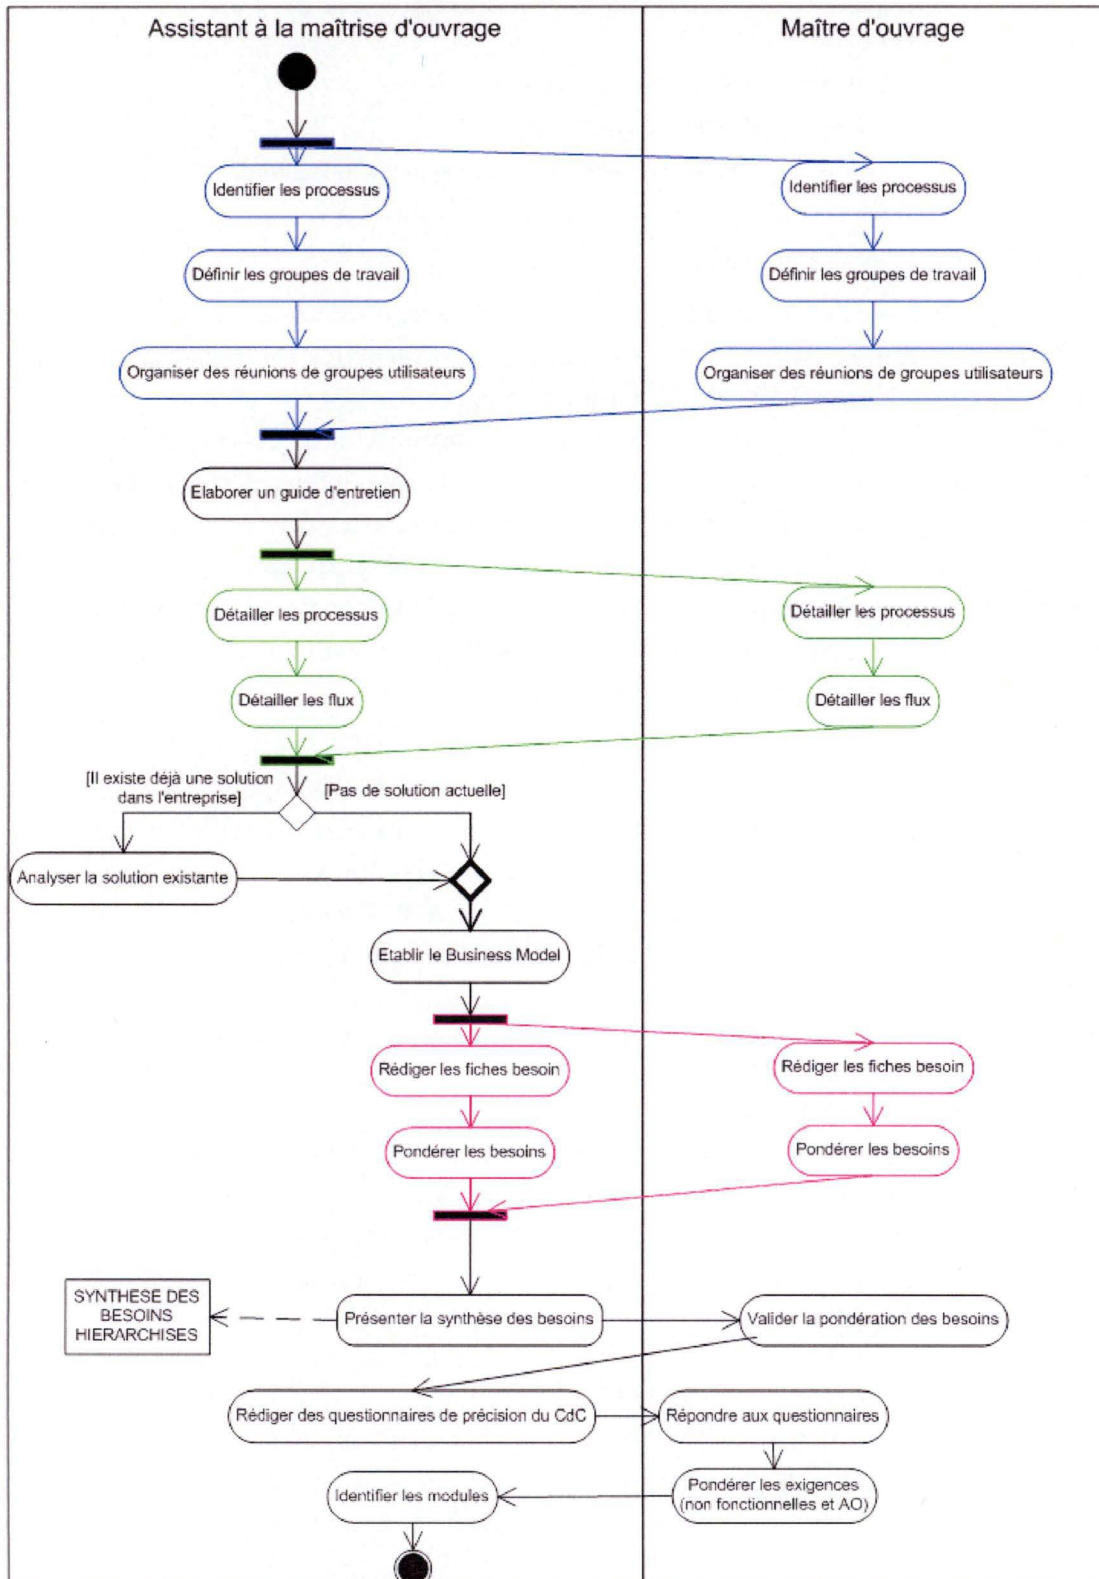 Assistant à la maîtrise d'ouvrage
Maître d'ouvrage
Identifier les processus
Identifier les processus
Définir les groupes de travail
Définir les groupes de travail
Organiser des réunions de groupes utilisateurs
Organiser des réunions de groupes utilisateurs
Elaborer un guide d'entretien
Détailler les processus
Détailler les processus
Détailler les flux
Détailler les flux
[Il existe déjà une solution
dans l'entreprise]
[Pas de solution actuelle]
Analyser la solution existante
Etablir le Business Model
Rédiger les fiches besoin
Rédiger les fiches besoin
Pondérer les besoins
Pondérer les besoins
SYNTHESE DES
BESOINS
HIERARCHISES
Présenter la synthèse des besoins
Valider la pondération des besoins
Rédiger des questionnaires de précision du CdC
Répondre aux questionnaires
Identifier les modules
Pondérer les exigences
(non fonctionnelles et AO)